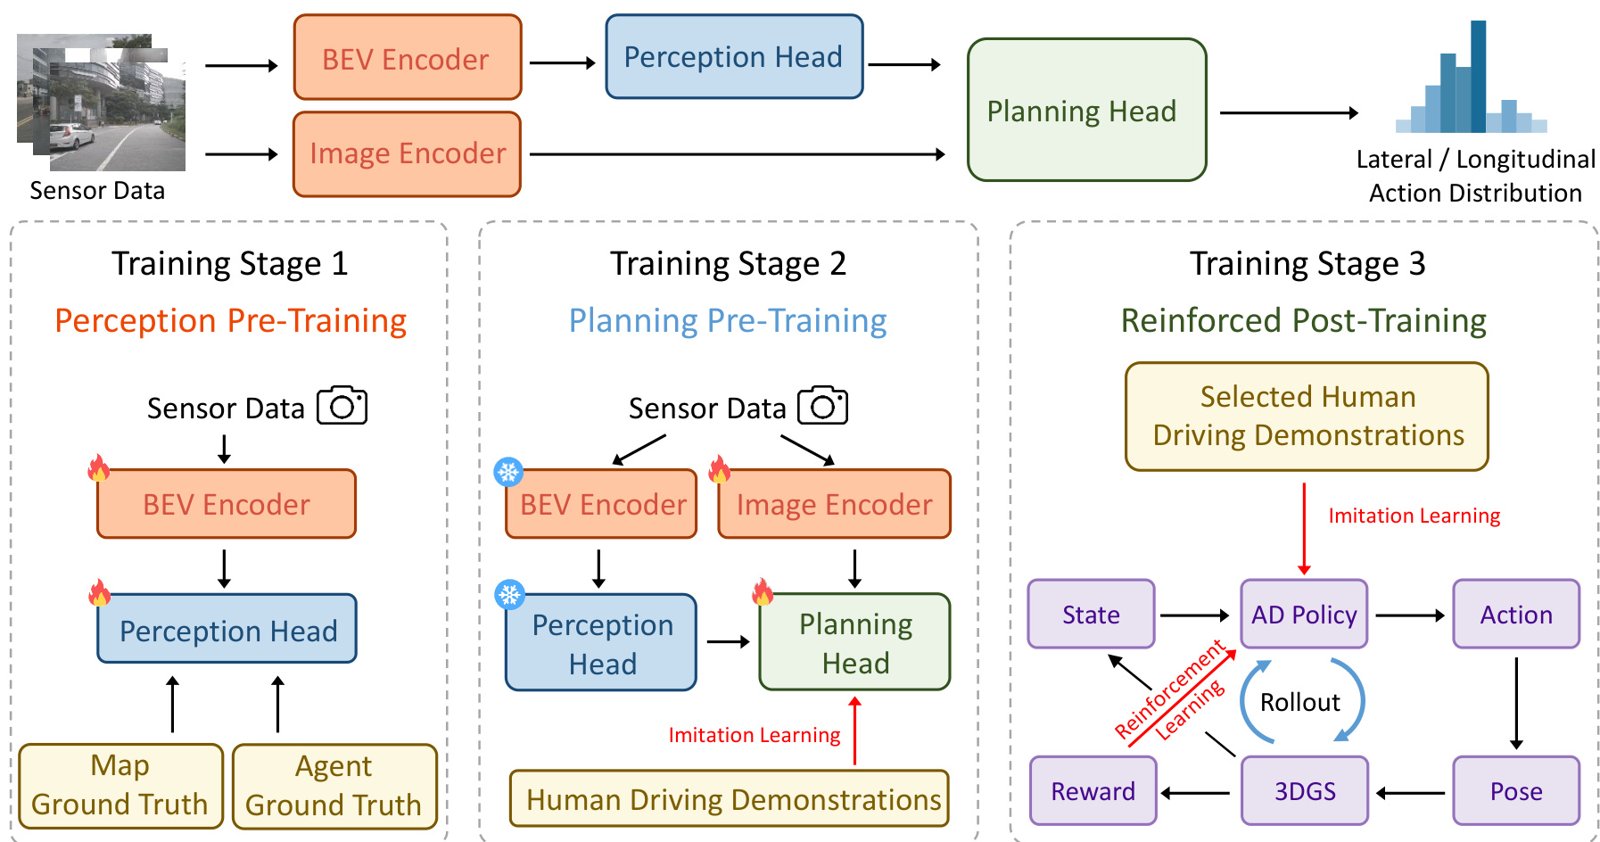 BEV Encoder
Perception Head
Planning Head
Image Encoder
Sensor Data
Lateral / Longitudinal
Action Distribution
Training Stage 1
Perception Pre-Training
Sensor Data
BEV Encoder
Perception Head
Map
Ground Truth
Agent
Ground Truth
Training Stage 2
Planning Pre-Training
Sensor Data
BEV Encoder
Image Encoder
Perception
Head
Planning
Head
Imitation Learning
Human Driving Demonstrations
Training Stage 3
Reinforced Post-Training
Selected Human
Driving Demonstrations
Imitation Learning
State
AD Policy
Action
Reinforcement
Learning
Rollout
Reward
3DGS
Pose